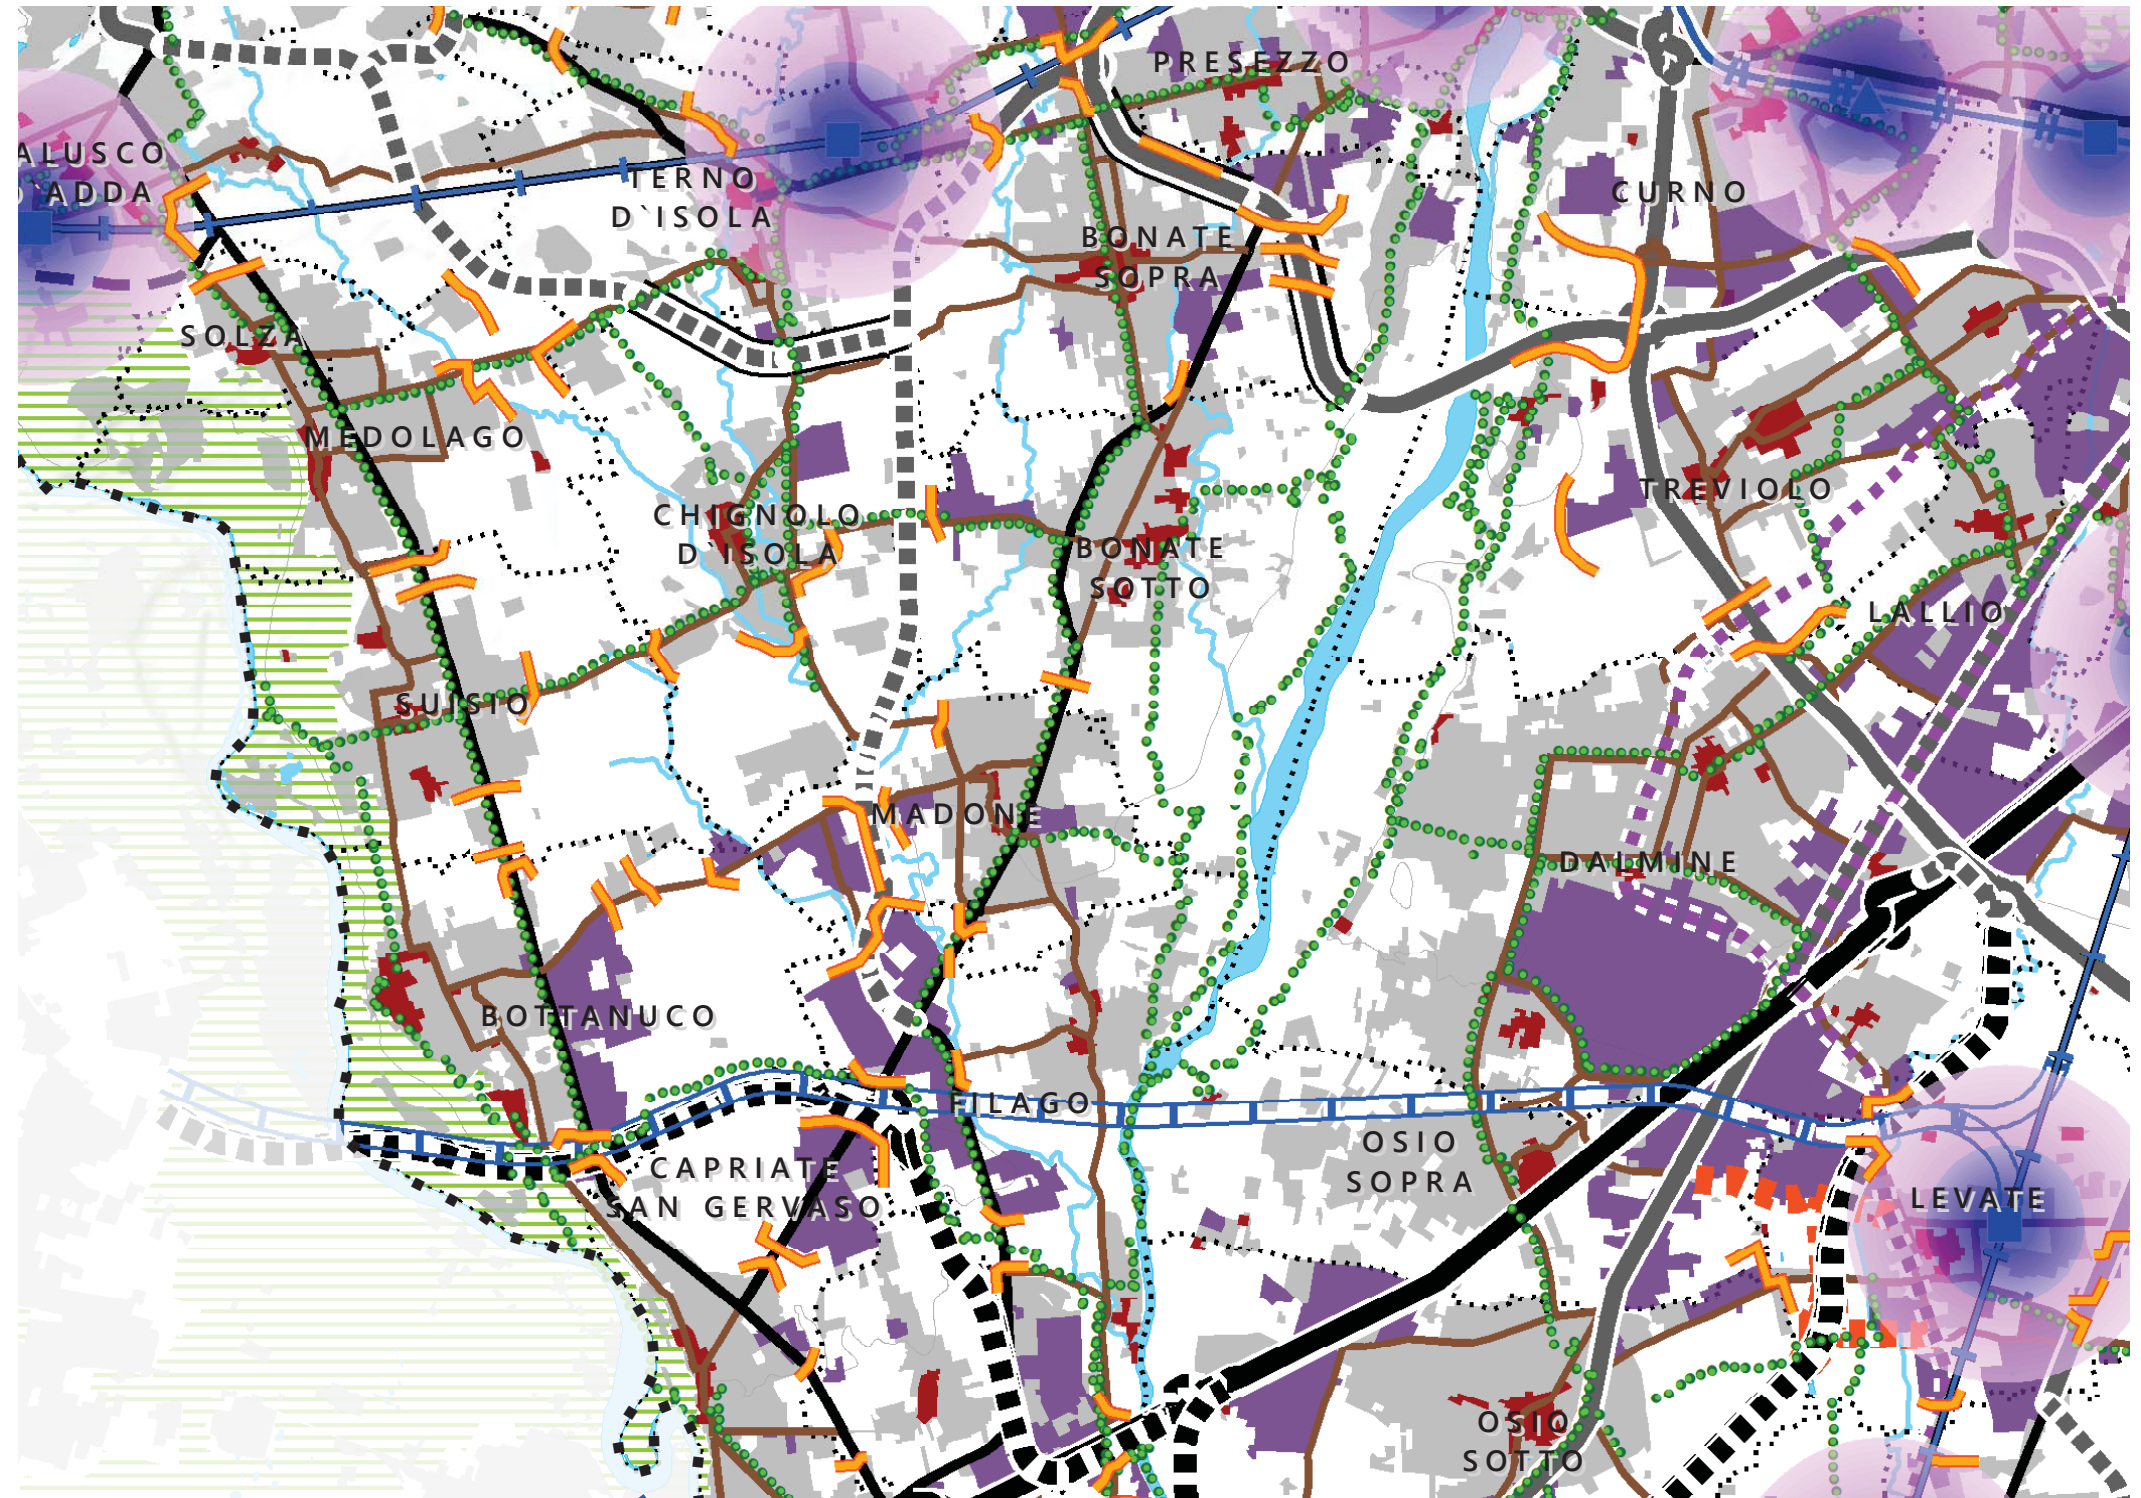 PRESEZZO
ALUSCO
D`ADDA
TERNO
D`ISOLA
CURNO
BONATE
SOPRA
SOLZA
MEDOLAGO
TREVIOLO
CHIGNOLO
D`ISOLA
BONATE
SOTTO
LALLIO
SUISIO
MADONE
DALMINE
BOTTANUCO
FILAGO
OSIO
SOPRA
CAPRIATE
SAN GERVASO
LEVATE
OSIO
SOTTO